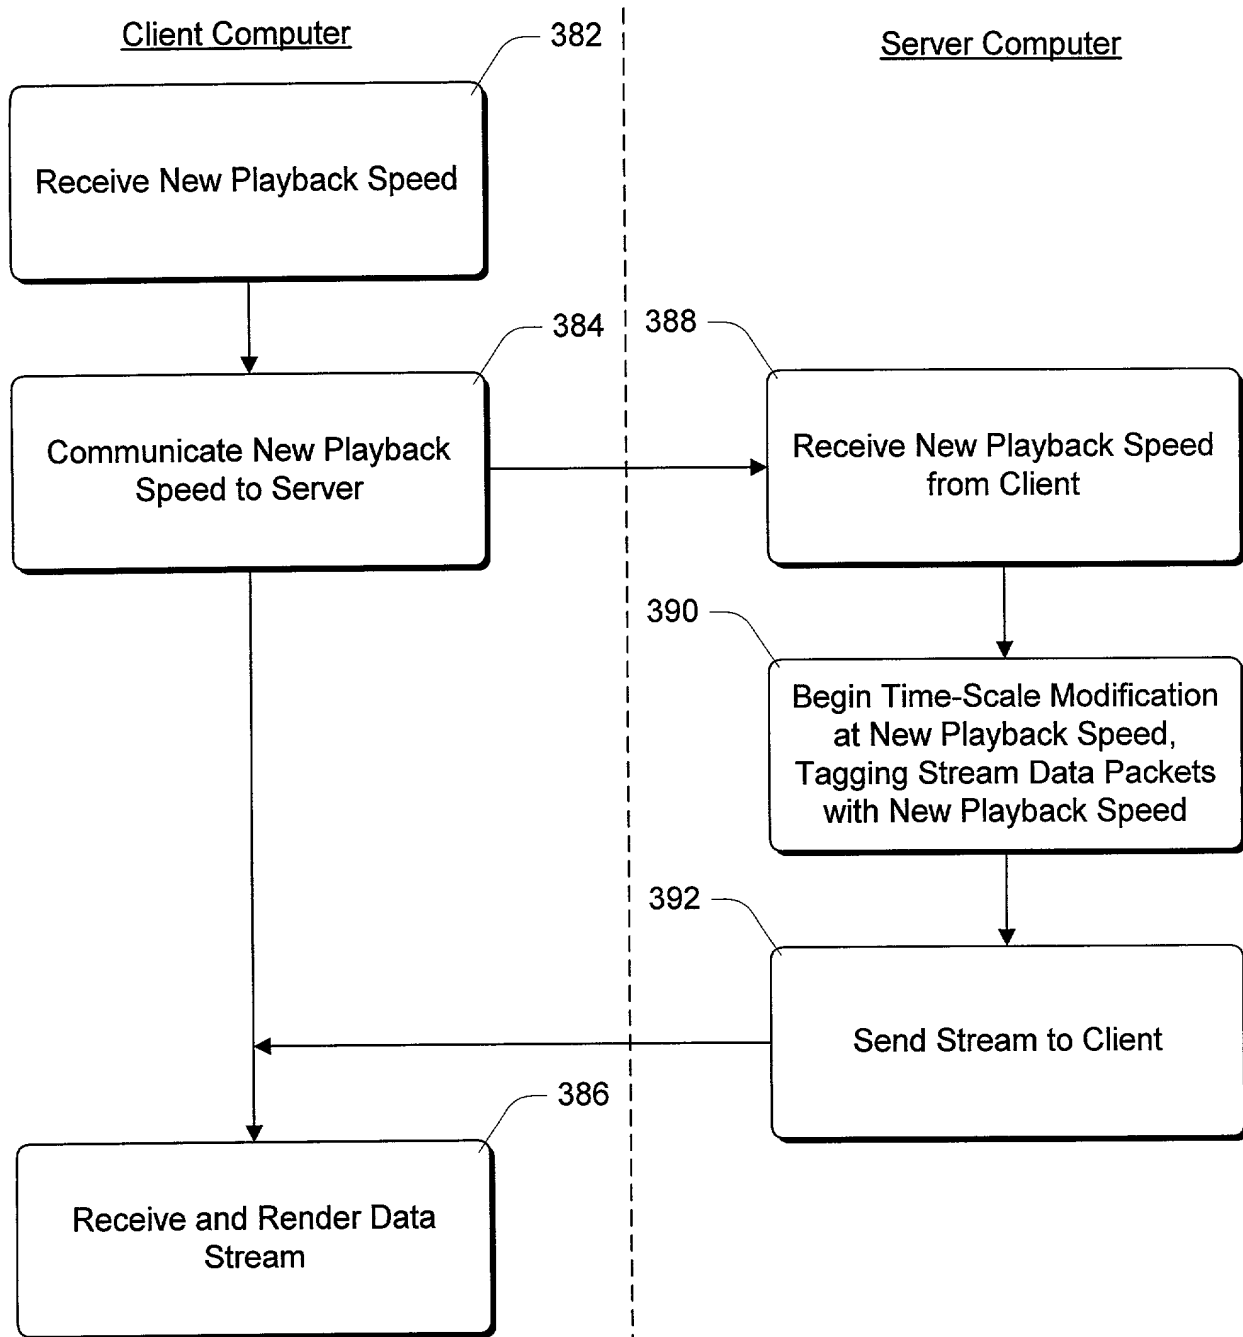 Client Computer
382
Server Computer
Receive New Playback Speed
384
388
Communicate New Playback
Speed to Server
Receive New Playback Speed
from Client
390
Begin Time-Scale Modification
at New Playback Speed,
Tagging Stream Data Packets
with New Playback Speed
392
Send Stream to Client
386
Receive and Render Data
Stream